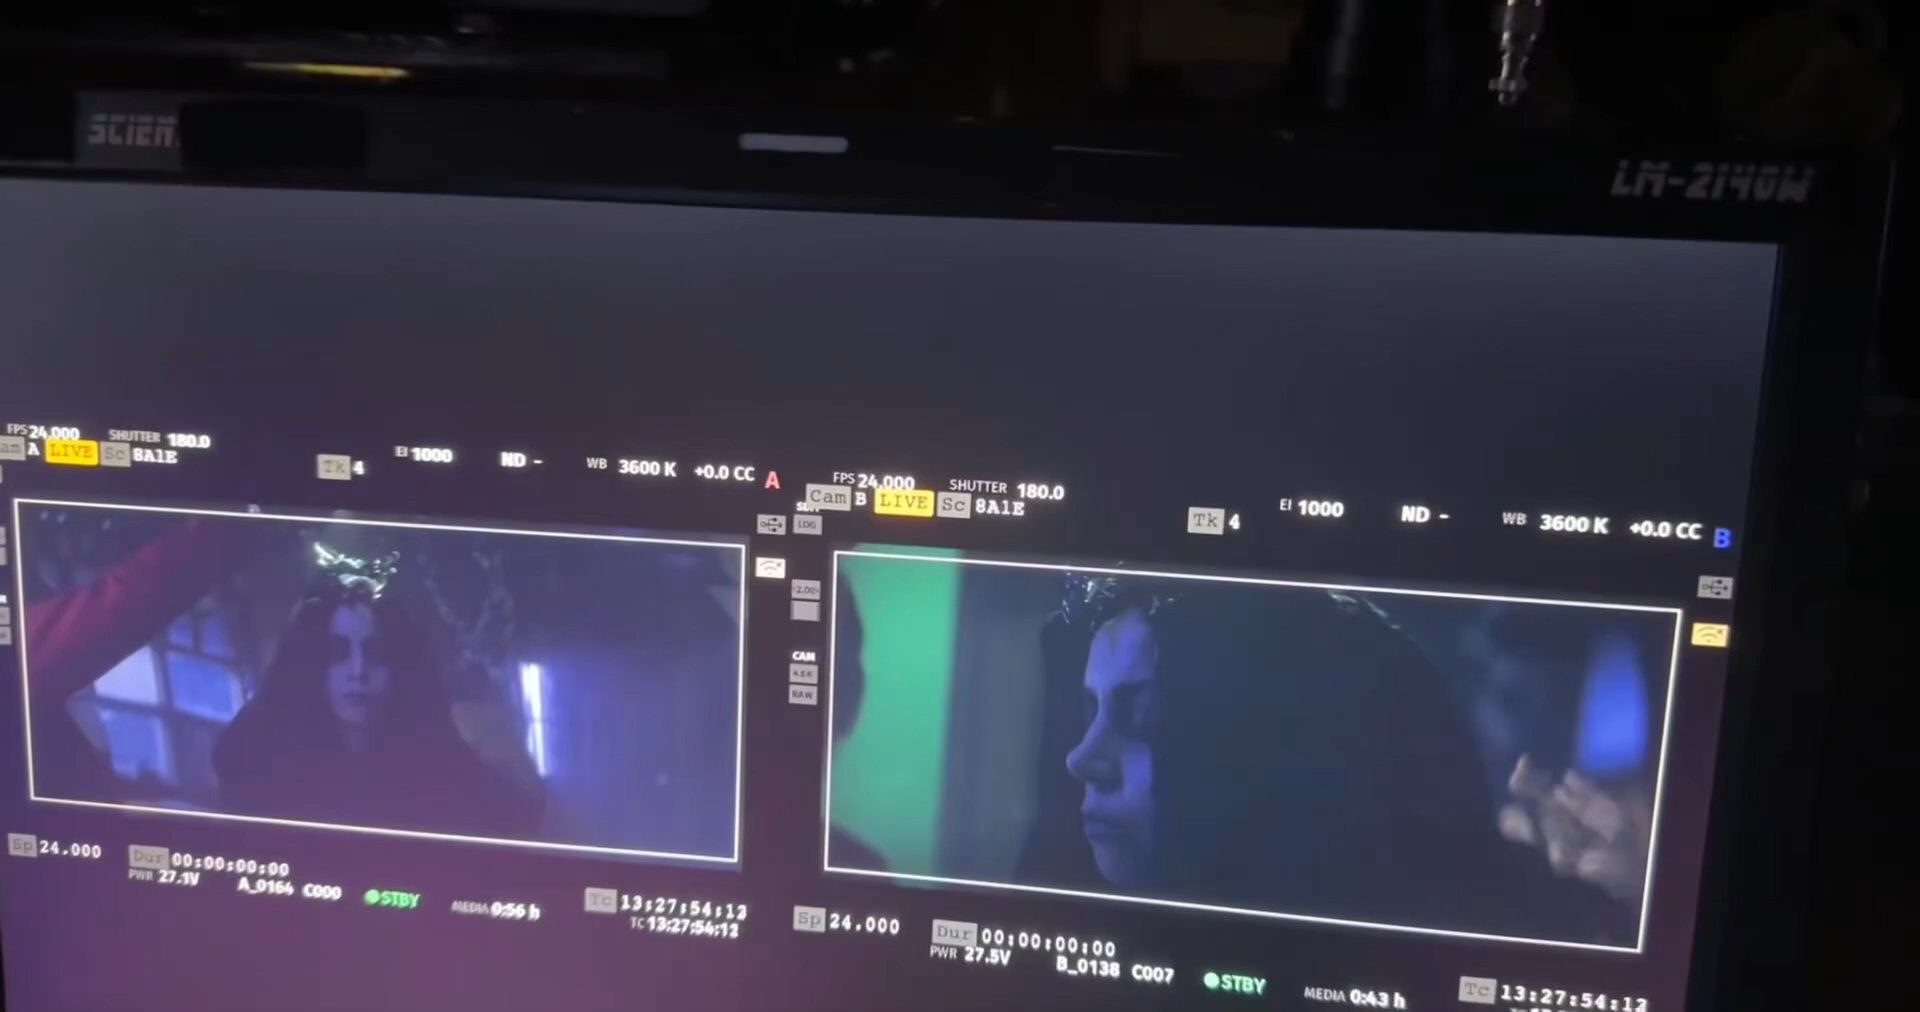 SCIEN
LM-2140W
FPS 24.000 SHUTTER 180.0
A LIVE Sc 8A1E Tk 4 EI 1000 ND - WB 3600 K +0.0 CC A
FPS 24.000 SHUTTER 180.0
Cam B LIVE Sc 8A1E Tk 4 EI 1000 ND - WB 3600 K +0.0 CC B
LOG
CAM
RAW
Sp 24.000 Dur 00:00:00:00
PWR 27.1V A_0164 C000 STBY MEDIA 0:56 h Tc 13:27:54:12
TC 13:27:54:12
Sp 24.000 Dur 00:00:00:00
PWR 27.5V B_0138 C007 STBY MEDIA 0:43 h Tc 13:27:54:12